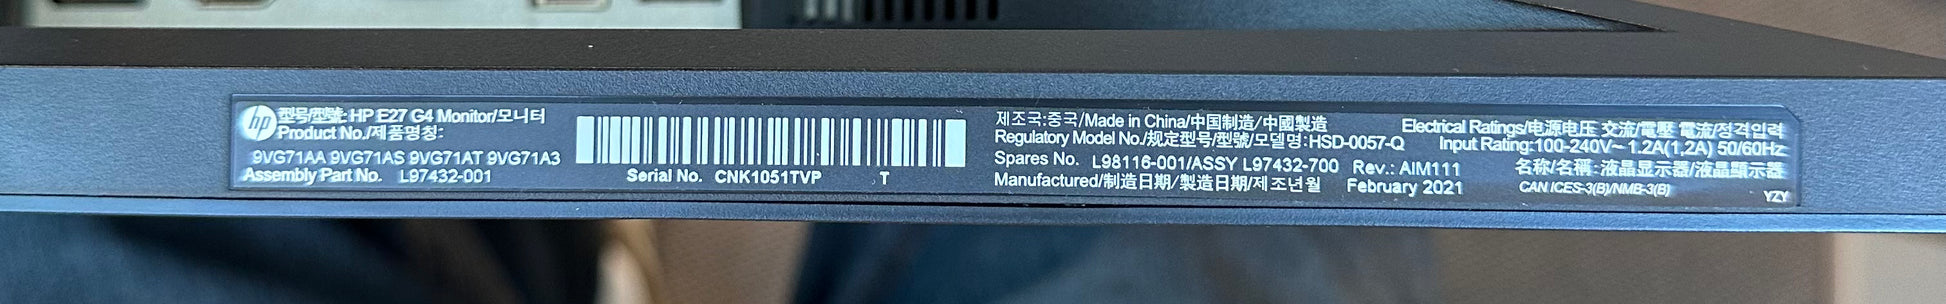 hp
型号/型號: HP E27 G4 Monitor/모니터
Product No./제품명칭:
9VG71AA 9VG71AS 9VG71AT 9VG71A3
Assembly Part No. L97432-001
Serial No. CNK1051TVP T
제조국:중국/Made in China/中国制造/中國製造
Regulatory Model No./规定型号/型號/모델명:HSD-0057-Q
Spares No. L98116-001/ASSY L97432-700 Rev.: AIM111
Manufactured/制造日期/製造日期/제조년월 February 2021
Electrical Ratings/电源电压 交流/電壓 電流/정격입력
Input Rating:100-240V~ 1.2A(1,2A) 50/60Hz
名称/名稱: 液晶显示器/液晶顯示器
CAN ICES-3(B)/NMB-3(B)
YZY